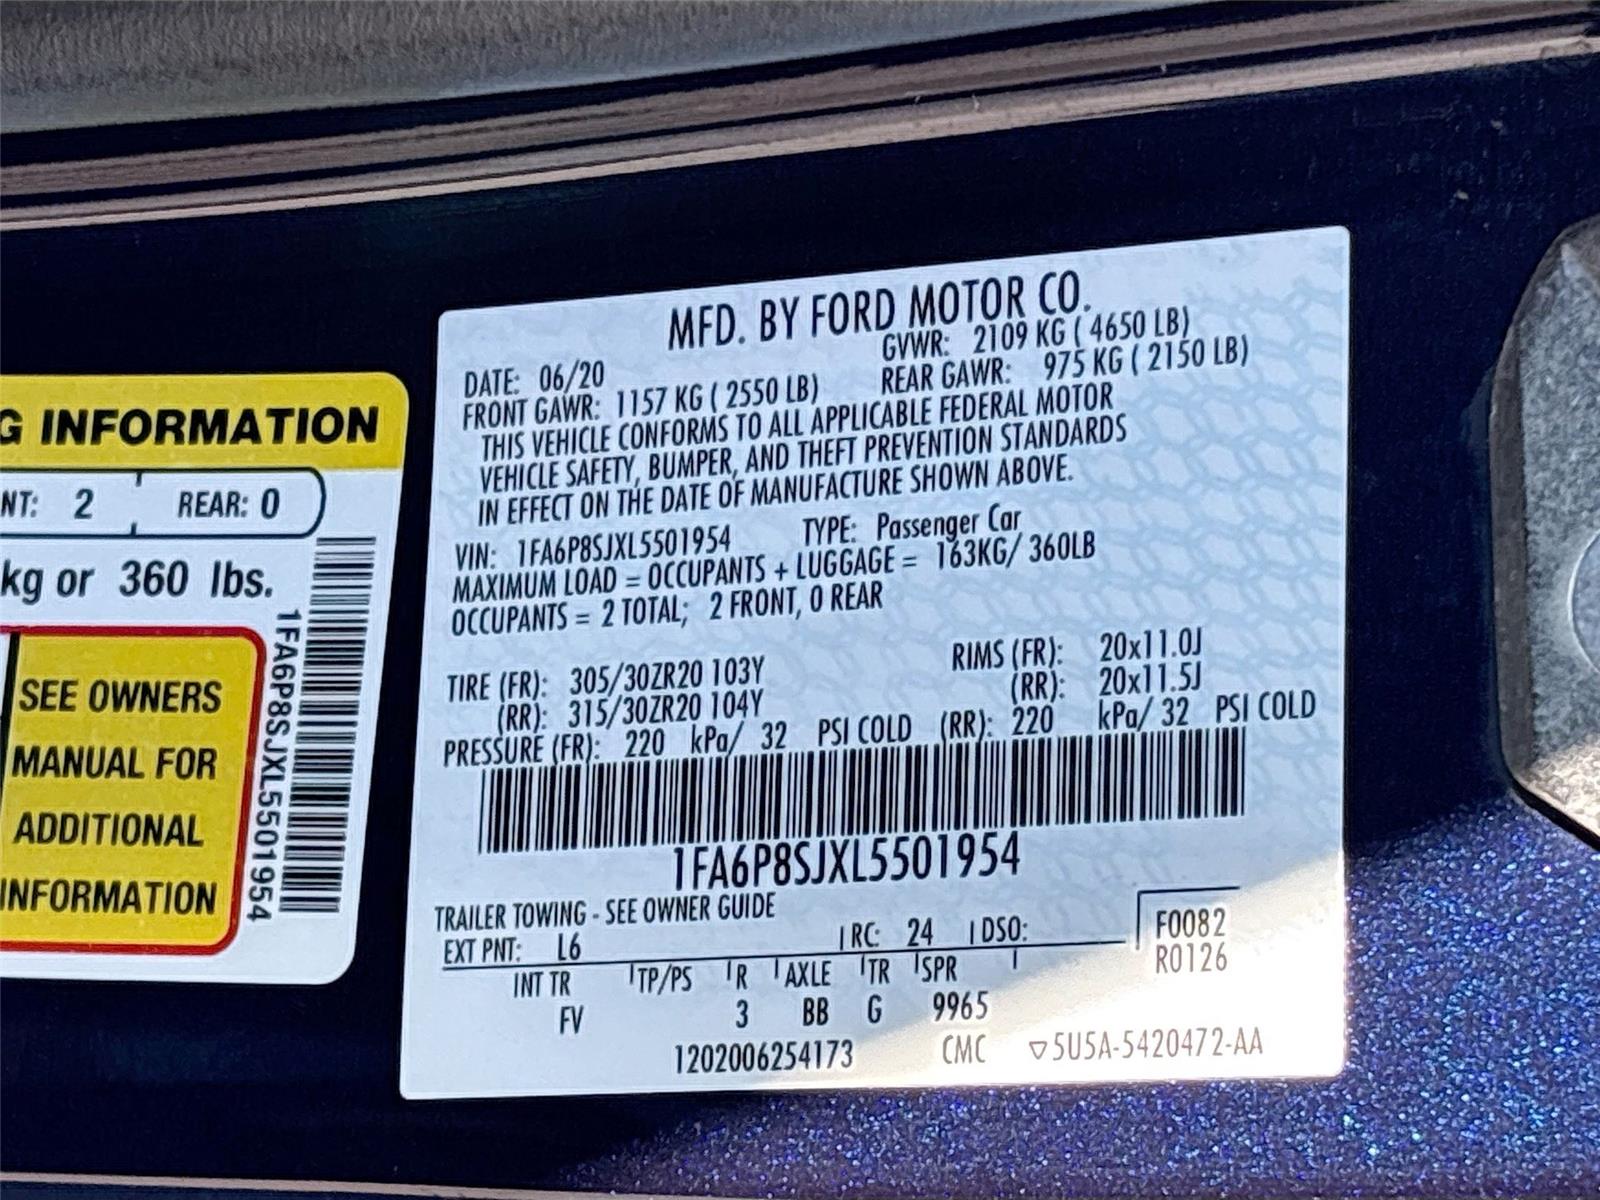 G INFORMATION
NT: 2 REAR: 0
kg or 360 lbs.
SEE OWNERS
MANUAL FOR
ADDITIONAL
INFORMATION
1FA6P8SJXL5501954
MFD. BY FORD MOTOR CO.
DATE: 06/20 GVWR: 2109 KG ( 4650 LB)
FRONT GAWR: 1157 KG ( 2550 LB) REAR GAWR: 975 KG ( 2150 LB)
THIS VEHICLE CONFORMS TO ALL APPLICABLE FEDERAL MOTOR
VEHICLE SAFETY, BUMPER, AND THEFT PREVENTION STANDARDS
IN EFFECT ON THE DATE OF MANUFACTURE SHOWN ABOVE.
VIN: 1FA6P8SJXL5501954 TYPE: Passenger Car
MAXIMUM LOAD = OCCUPANTS + LUGGAGE = 163KG/ 360LB
OCCUPANTS = 2 TOTAL; 2 FRONT, 0 REAR
TIRE (FR): 305/30ZR20 103Y RIMS (FR): 20x11.0J
(RR): 315/30ZR20 104Y (RR): 20x11.5J
PRESSURE (FR): 220 kPa/ 32 PSI COLD (RR): 220 kPa/ 32 PSI COLD
1FA6P8SJXL5501954
TRAILER TOWING - SEE OWNER GUIDE
EXT PNT: L6 RC: 24 DSO: F0082
R0126
INT TR TP/PS R AXLE TR SPR
FV 3 BB G 9965
1202006254173 CMC ▽5U5A-5420472-AA